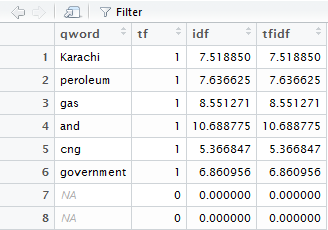 Filter
qword tf idf tfidf
1 Karachi 1 7.518850 7.518850
2 peroleum 1 7.636625 7.636625
3 gas 1 8.551271 8.551271
4 and 1 10.688775 10.688775
5 cng 1 5.366847 5.366847
6 government 1 6.860956 6.860956
7 NA 0 0.000000 0.000000
8 NA 0 0.000000 0.000000